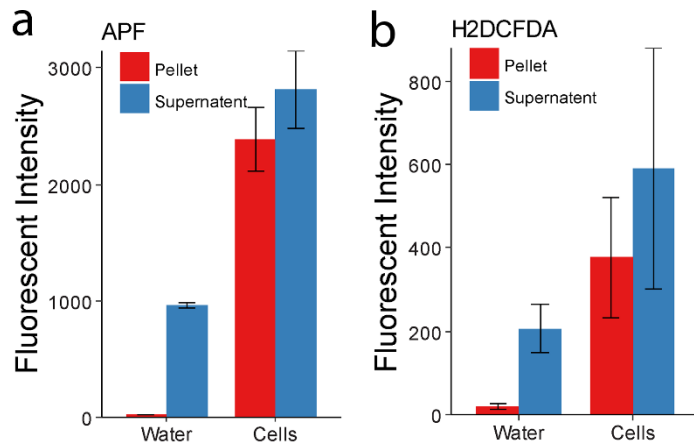 a
APF
Pellet
Supernatent
Fluorescent Intensity
3000
2000
1000
0
Water
Cells
b
H2DCFDA
Pellet
Supernatent
Fluorescent Intensity
800
600
400
200
0
Water
Cells